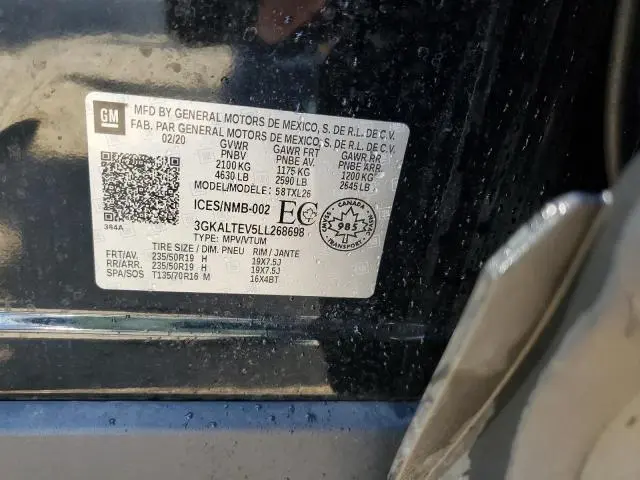 GM
MFD BY GENERAL MOTORS DE MEXICO, S. DE R.L. DE C.V.
FAB. PAR GENERAL MOTORS DE MEXICO, S. DE R.L. DE C.V.
02/20 GVWR GAWR FRT GAWR RR
PNBV PNBE AV. PNBE ARR
2100 KG 1175 KG 1200 KG
4630 LB 2590 LB 2645 LB
MODEL/MODELE: 58TXL26
ICES/NMB-002 EC
CANVES 985 TRANSPORT
3GKALTEV5LL268698
384A
TYPE: MPV/VTUM
TIRE SIZE / DIM. PNEU RIM / JANTE
FRT/AV. 235/50R19 H 19X7.5J
RR/ARR. 235/50R19 H 19X7.5J
SPA/SOS T135/70R16 M 16X4BT